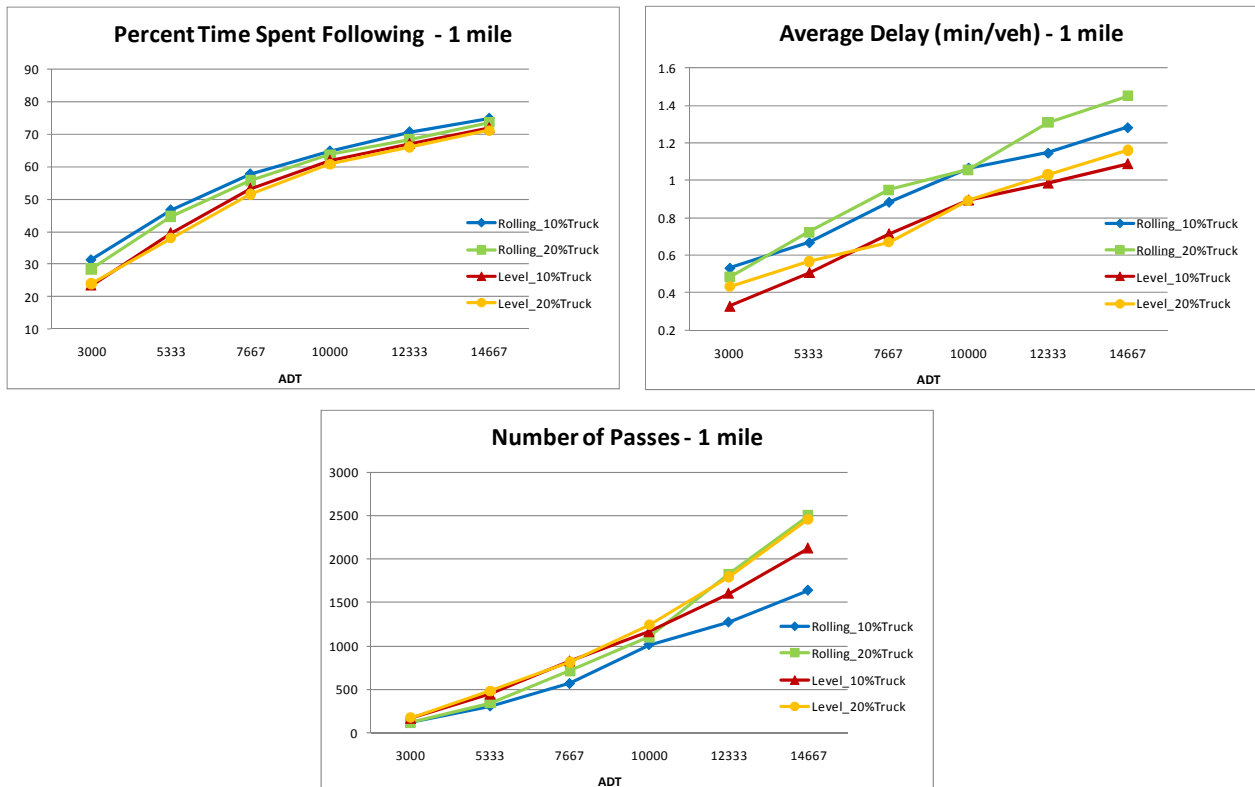 Percent Time Spent Following - 1 mile
90
80
70
60
50
40
30
20
10
3000 5333 7667 10000 12333 14667
ADT
Rolling_10%Truck
Rolling_20%Truck
Level_10%Truck
Level_20%Truck
Average Delay (min/veh) - 1 mile
1.6
1.4
1.2
1
0.8
0.6
0.4
0.2
3000 5333 7667 10000 12333 14667
ADT
Rolling_10%Truck
Rolling_20%Truck
Level_10%Truck
Level_20%Truck
Number of Passes - 1 mile
3000
2500
2000
1500
1000
500
0
3000 5333 7667 10000 12333 14667
ADT
Rolling_10%Truck
Rolling_20%Truck
Level_10%Truck
Level_20%Truck